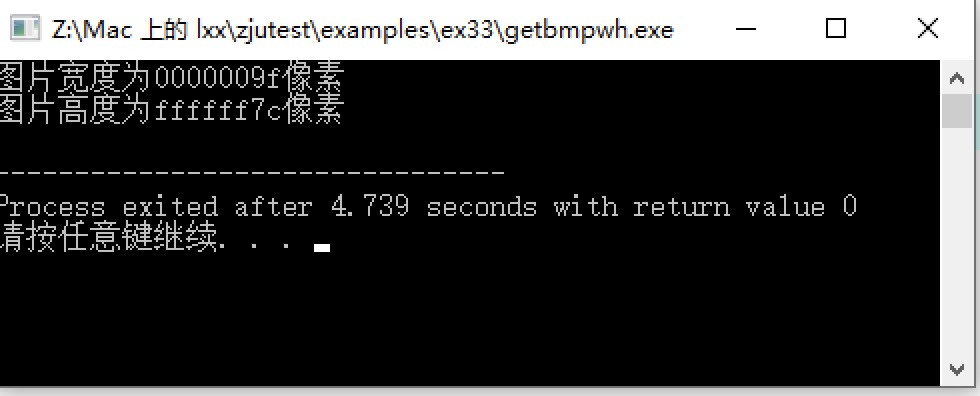 Z:\Mac 上的 lxx\zjutest\examples\ex33\getbmpwh.exe
图片宽度为0000009f像素
图片高度为ffffff7c像素
--------------------------------
Process exited after 4.739 seconds with return value 0
请按任意键继续. . .